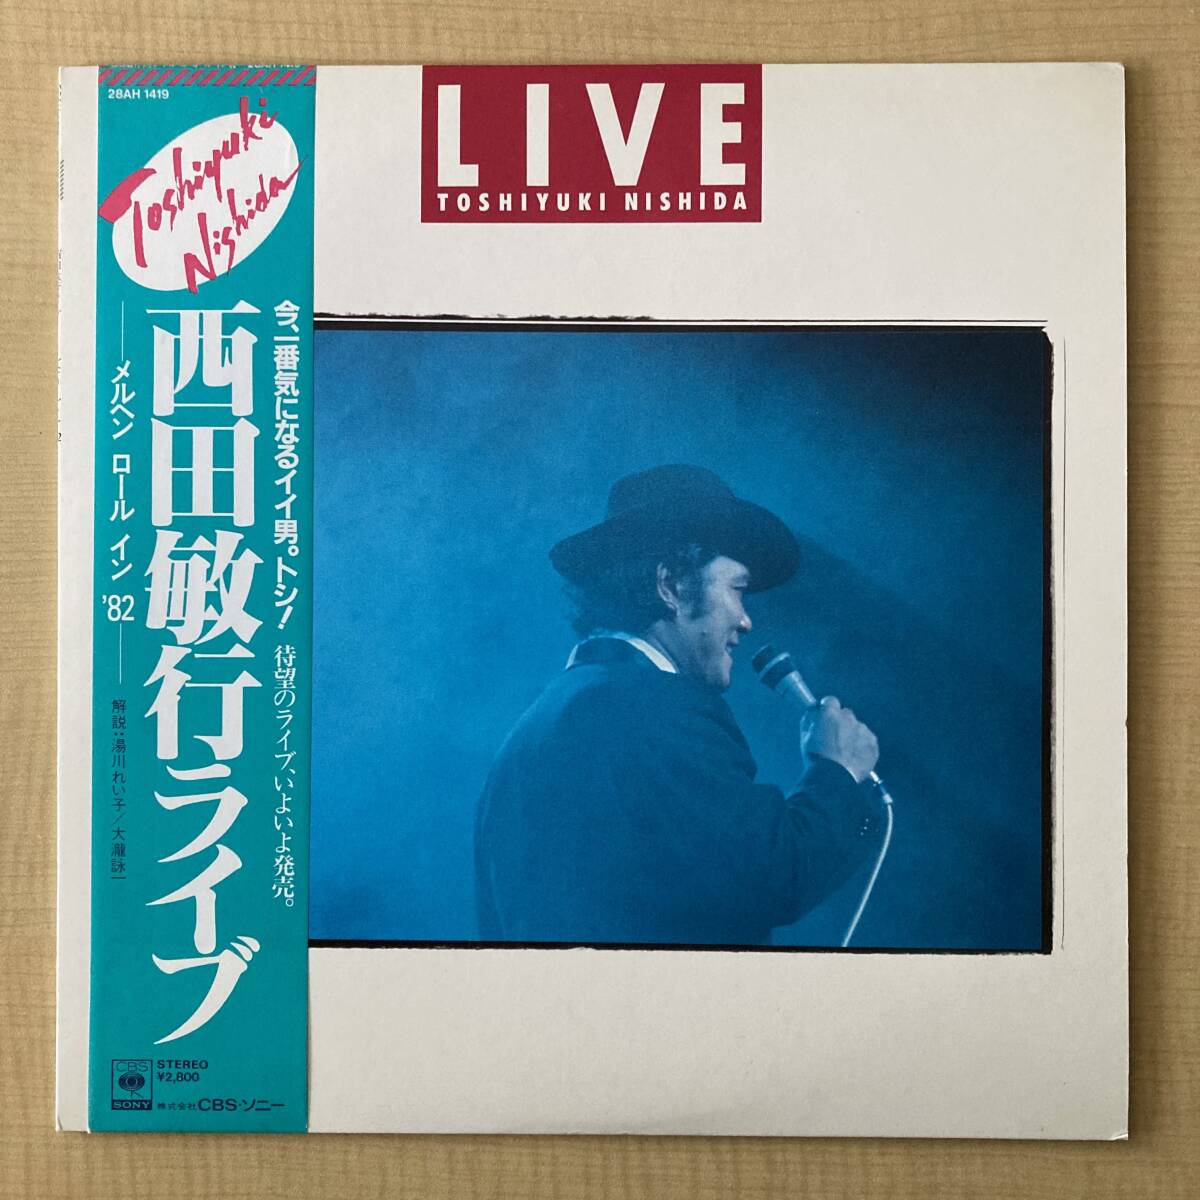 28AH 1419
Toshiyuki
Nishida
LIVE
TOSHIYUKI NISHIDA
今、一番気になるイイ男。トシ!
待望のライブ、いよいよ発売。
西田敏行ライブ
—メルヘン ロール イン '82—
解説:湯川れい子/大瀧詠一
CBS
SONY
STEREO
¥2,800
株式会社 CBS・ソニー